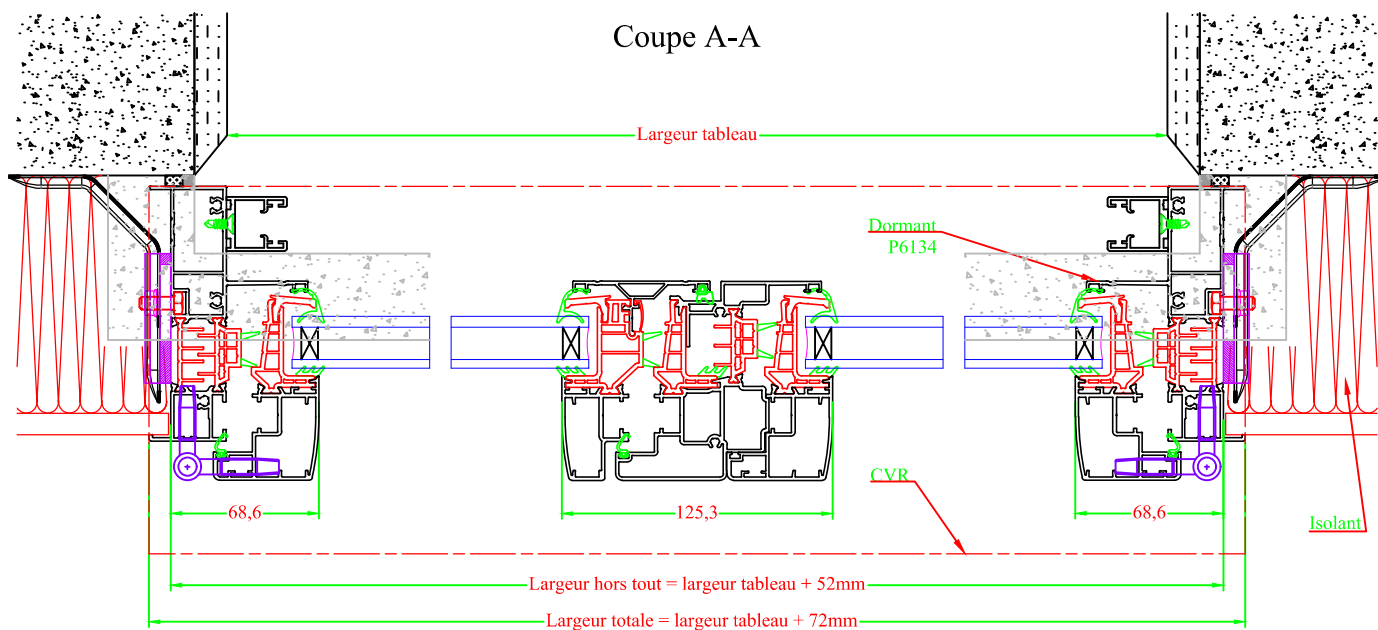 Coupe A-A
Largeur tableau
Dormant
P6134
CVR
Isolant
68,6
125,3
68,6
Largeur hors tout = largeur tableau + 52mm
Largeur totale = largeur tableau + 72mm